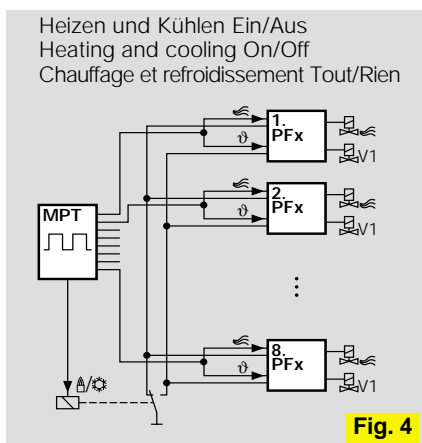 Heizen und Kühlen Ein/Aus
Heating and cooling On/Off
Chauffage et refroidissement Tout/Rien
1.
PFx
ϑ
V1
2.
PFx
ϑ
V1
MPT
8.
PFx
ϑ
V1
/
Fig. 4